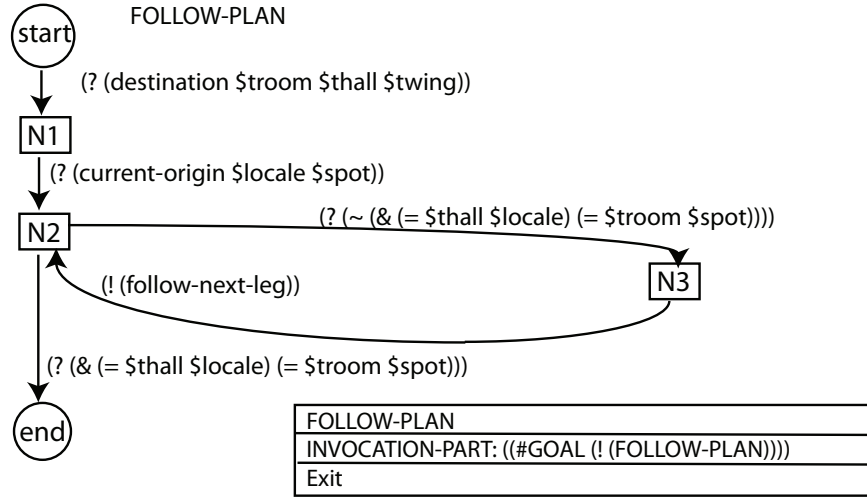 FOLLOW-PLAN
start
(? (destination $troom $thall $twing))
N1
(? (current-origin $locale $spot))
(? (~ (& (= $thall $locale) (= $troom $spot))))
N2
N3
(! (follow-next-leg))
(? (& (= $thall $locale) (= $troom $spot)))
end
FOLLOW-PLAN
INVOCATION-PART: ((#GOAL (! (FOLLOW-PLAN))))
Exit